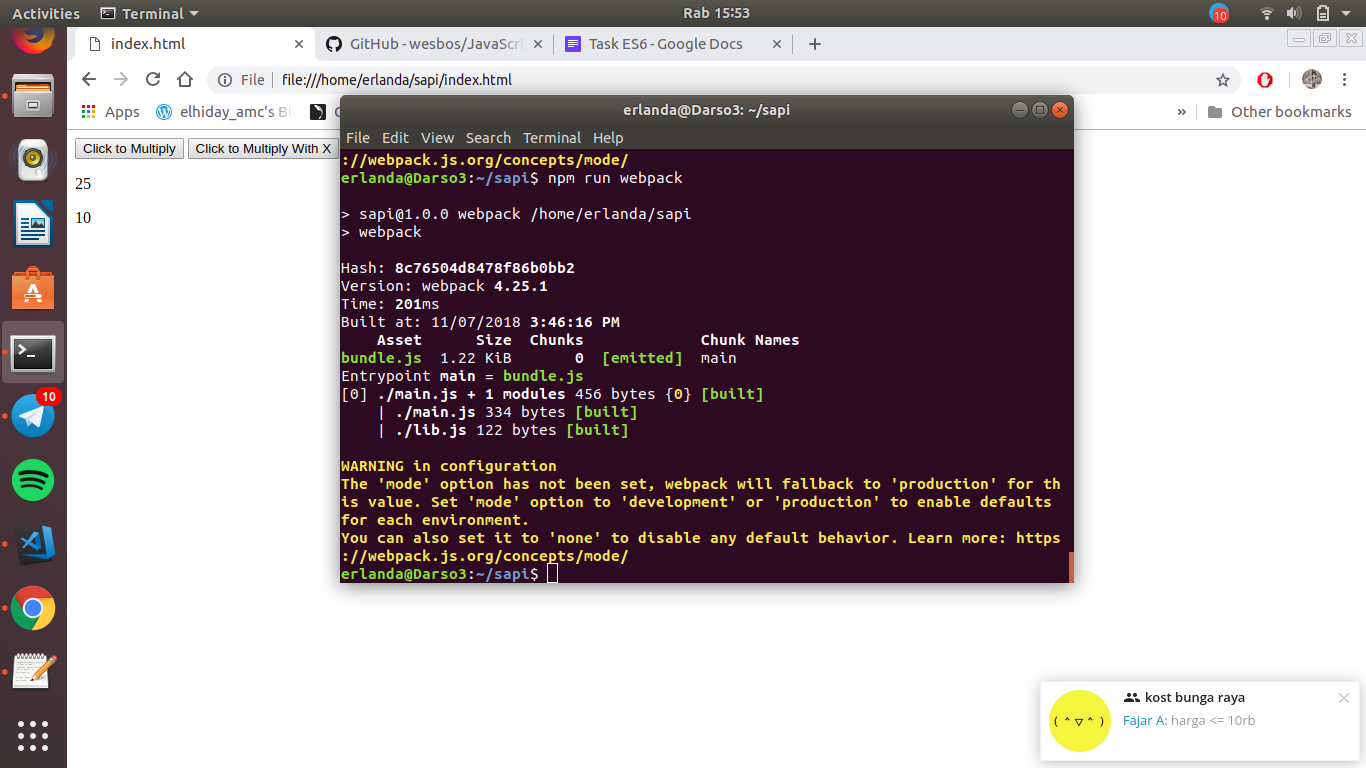 Activities Terminal Rab 15:53 10
index.html GitHub - wesbos/JavaScri Task ES6 - Google Docs
File file:///home/erlanda/sapi/index.html
Apps elhiday_amc's Bl Other bookmarks
Click to Multiply Click to Multiply With X
25
10
erlanda@Darso3: ~/sapi
File Edit View Search Terminal Help
://webpack.js.org/concepts/mode/
erlanda@Darso3:~/sapi$ npm run webpack
> sapi@1.0.0 webpack /home/erlanda/sapi
> webpack
Hash: 8c76504d8478f86b0bb2
Version: webpack 4.25.1
Time: 201ms
Built at: 11/07/2018 3:46:16 PM
Asset Size Chunks Chunk Names
bundle.js 1.22 KiB 0 [emitted] main
Entrypoint main = bundle.js
[0] ./main.js + 1 modules 456 bytes {0} [built]
| ./main.js 334 bytes [built]
| ./lib.js 122 bytes [built]
WARNING in configuration
The 'mode' option has not been set, webpack will fallback to 'production' for th
is value. Set 'mode' option to 'development' or 'production' to enable defaults
for each environment.
You can also set it to 'none' to disable any default behavior. Learn more: https
://webpack.js.org/concepts/mode/
erlanda@Darso3:~/sapi$
10
kost bunga raya
Fajar A: harga <= 10rb